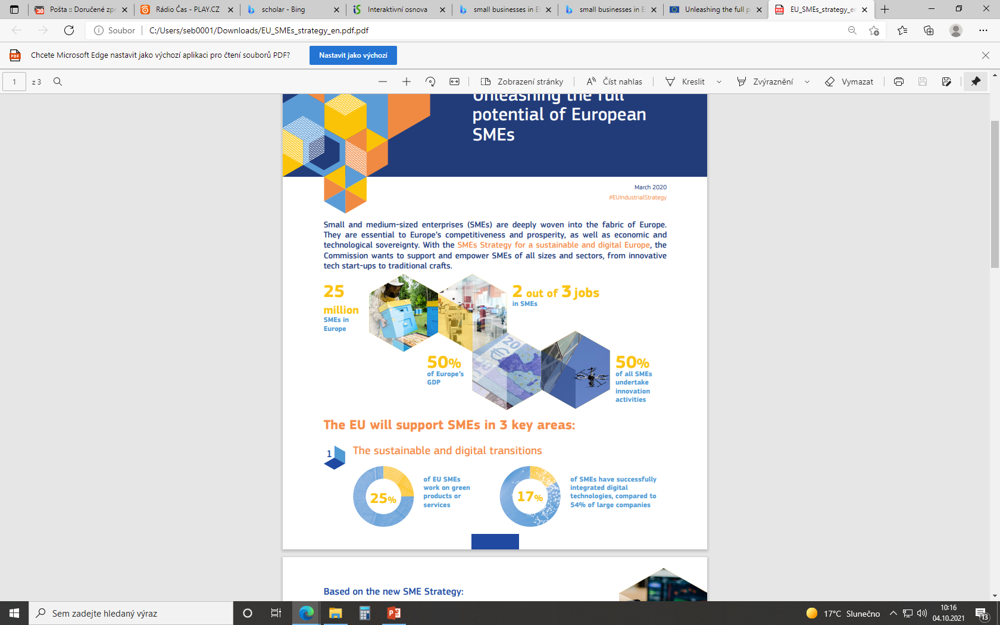 Pošta :: Doručené zpr
Rádio Čas - PLAY.CZ
scholar - Bing
Interaktivní osnova
small businesses in E
small businesses in E
Unleashing the full p
EU_SMEs_strategy_en
Soubor
C:/Users/seb0001/Downloads/EU_SMEs_strategy_en.pdf.pdf
Chcete Microsoft Edge nastavit jako výchozí aplikaci pro čtení souborů PDF?
Nastavit jako výchozí
1
z 3
Zobrazení stránky
Číst nahlas
Kreslit
Zvýraznění
Vymazat
Unleashing the full
potential of European
SMEs
March 2020
#EUIndustrialStrategy
Small and medium-sized enterprises (SMEs) are deeply woven into the fabric of Europe.
They are essential to Europe's competitiveness and prosperity, as well as economic and
technological sovereignty. With the SMEs Strategy for a sustainable and digital Europe, the
Commission wants to support and empower SMEs of all sizes and sectors, from innovative
tech start-ups to traditional crafts.
25
million
SMEs in
Europe
2 out of 3 jobs
in SMEs
20
50%
of Europe's
GDP
50%
of all SMEs
undertake
innovation
activities
The EU will support SMEs in 3 key areas:
1
The sustainable and digital transitions
25%
of EU SMEs
work on green
products or
services
17%
of SMEs have successfully
integrated digital
technologies, compared to
54% of large companies
Based on the new SME Strategy:
Sem zadejte hledaný výraz
17°C Slunečno
10:16
04.10.2021
13